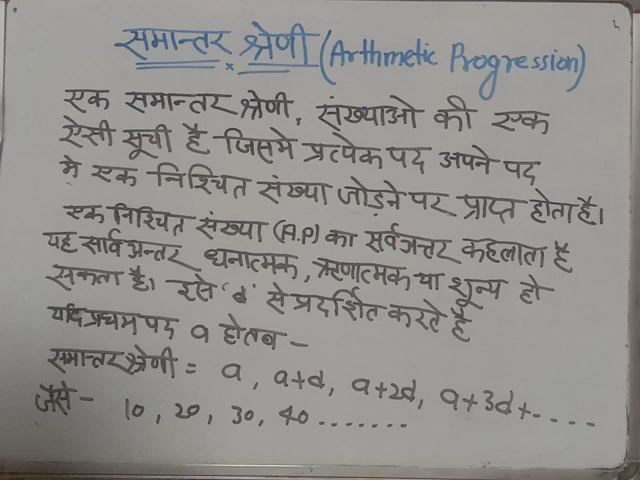 समान्तर श्रेणी (Arthmetic Progression)
एक समान्तर श्रेणी, संख्याओ की एक
ऐसी सूची है जिसमे प्रत्येक पद अपने पद
मे एक निश्चित संख्या जोड़ने पर प्राप्त होता है।
एक निश्चित संख्या (A.P) का सर्वअन्तर कहलाता है
यह सार्वअन्तर धनात्मक, ऋणात्मक या शून्य हो
सकता है। इसे 'd' से प्रदर्शित करते है
यदि प्रथम पद a हो तब -
समान्तर श्रेणी = a, a+d, a+2d, a+3d+.....
जैसे - 10, 20, 30, 40 .......